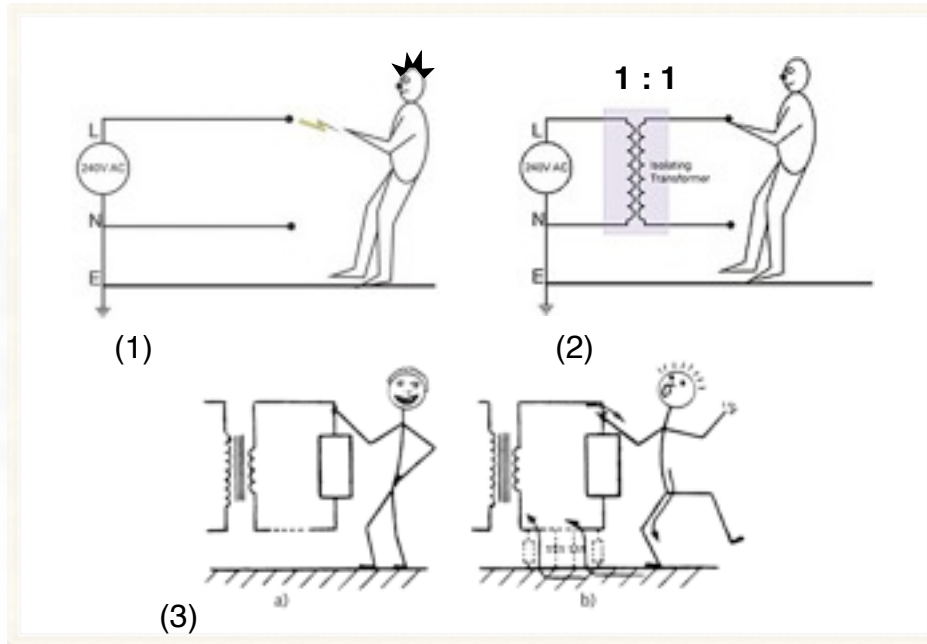 L
240V AC
N
E
(1)
1 : 1
L
240V AC
N
E
Isolating
Transformer
(2)
a)
b)
(3)